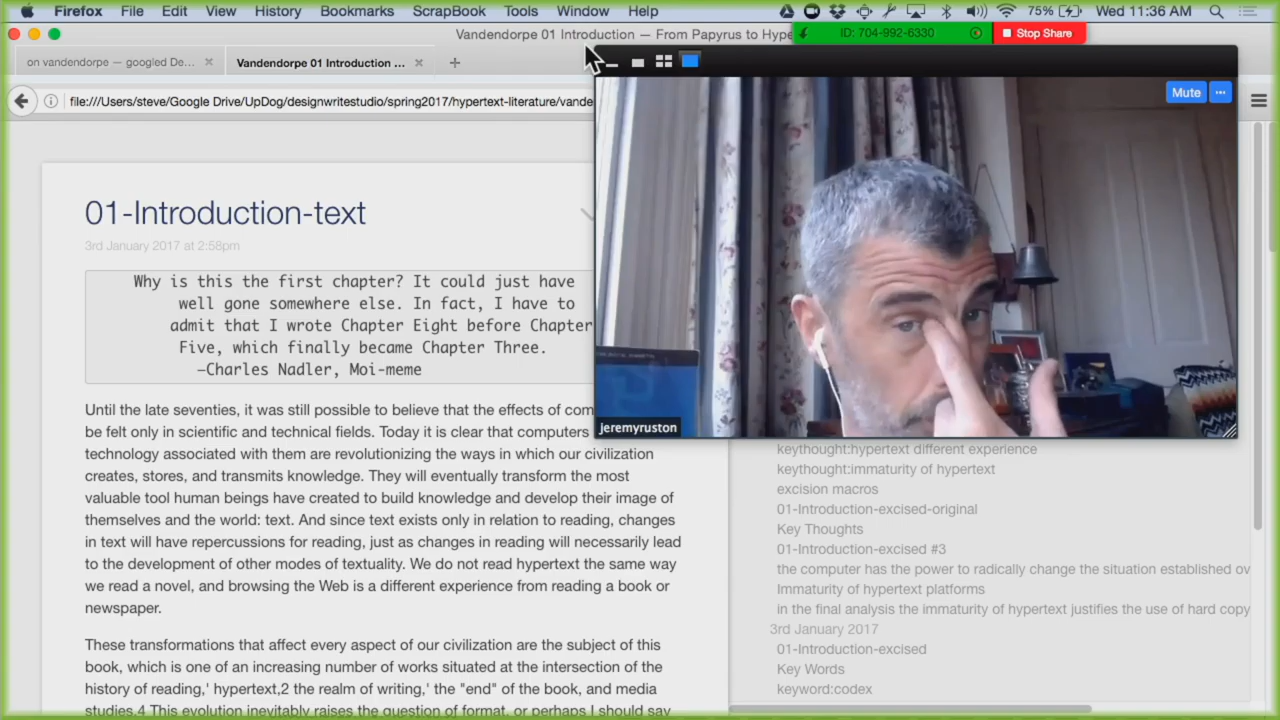 Firefox File Edit View History Bookmarks ScrapBook Tools Window Help 75% Wed 11:36 AM
Vandendorpe 01 Introduction — From Papyrus to Hype
ID: 704-992-6330 Stop Share
on vandendorpe — googled De... Vandendorpe 01 Introduction ...
file:///Users/steve/Google Drive/UpDog/designwritestudio/spring2017/hypertext-literature/vande
Mute
01-Introduction-text
3rd January 2017 at 2:58pm
Why is this the first chapter? It could just have
well gone somewhere else. In fact, I have to
admit that I wrote Chapter Eight before Chapter
Five, which finally became Chapter Three.
—Charles Nadler, Moi-meme
jeremyruston
Until the late seventies, it was still possible to believe that the effects of com
be felt only in scientific and technical fields. Today it is clear that computers
technology associated with them are revolutionizing the ways in which our civilization
creates, stores, and transmits knowledge. They will eventually transform the most
valuable tool human beings have created to build knowledge and develop their image of
themselves and the world: text. And since text exists only in relation to reading, changes
in text will have repercussions for reading, just as changes in reading will necessarily lead
to the development of other modes of textuality. We do not read hypertext the same way
we read a novel, and browsing the Web is a different experience from reading a book or
newspaper.
These transformations that affect every aspect of our civilization are the subject of this
book, which is one of an increasing number of works situated at the intersection of the
history of reading,' hypertext,2 the realm of writing,' the "end" of the book, and media
studies.4 This evolution inevitably raises the question of format, or perhaps I should say
keythought:hypertext different experience
keythought:immaturity of hypertext
excision macros
01-Introduction-excised-original
Key Thoughts
01-Introduction-excised #3
the computer has the power to radically change the situation established ov
Immaturity of hypertext platforms
in the final analysis the immaturity of hypertext justifies the use of hard copy
3rd January 2017
01-Introduction-excised
Key Words
keyword:codex